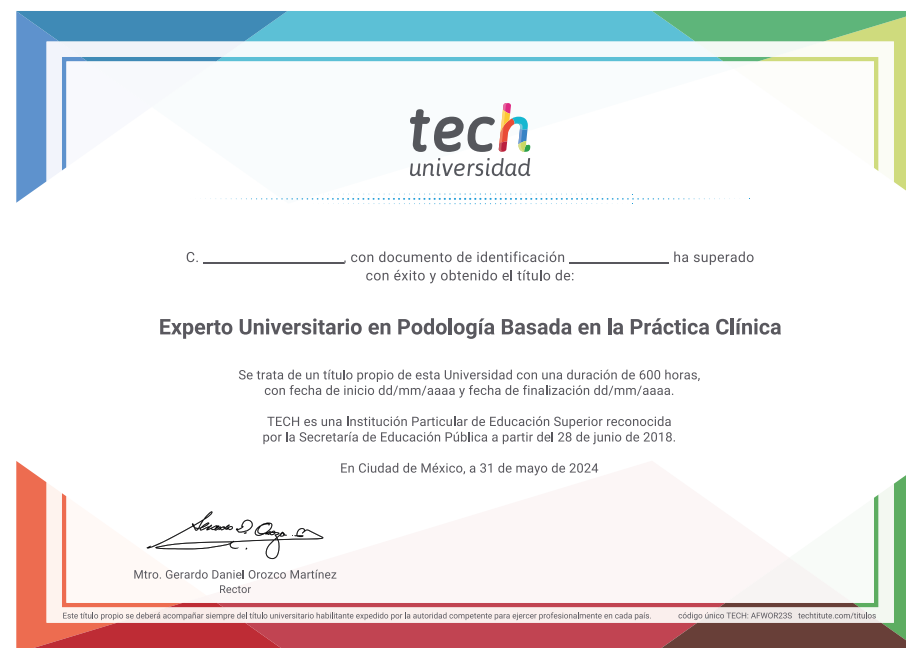 tech
universidad
C. ____________________, con documento de identificación ______________ ha superado
con éxito y obtenido el título de:
Experto Universitario en Podología Basada en la Práctica Clínica
Se trata de un título propio de esta Universidad con una duración de 600 horas,
con fecha de inicio dd/mm/aaaa y fecha de finalización dd/mm/aaaa.
TECH es una Institución Particular de Educación Superior reconocida
por la Secretaría de Educación Pública a partir del 28 de junio de 2018.
En Ciudad de México, a 31 de mayo de 2024
Mtro. Gerardo Daniel Orozco Martínez
Rector
Este título propio se deberá acompañar siempre del título universitario habilitante expedido por la autoridad competente para ejercer profesionalmente en cada país. código único TECH: AFWOR23S techtitute.com/titulos